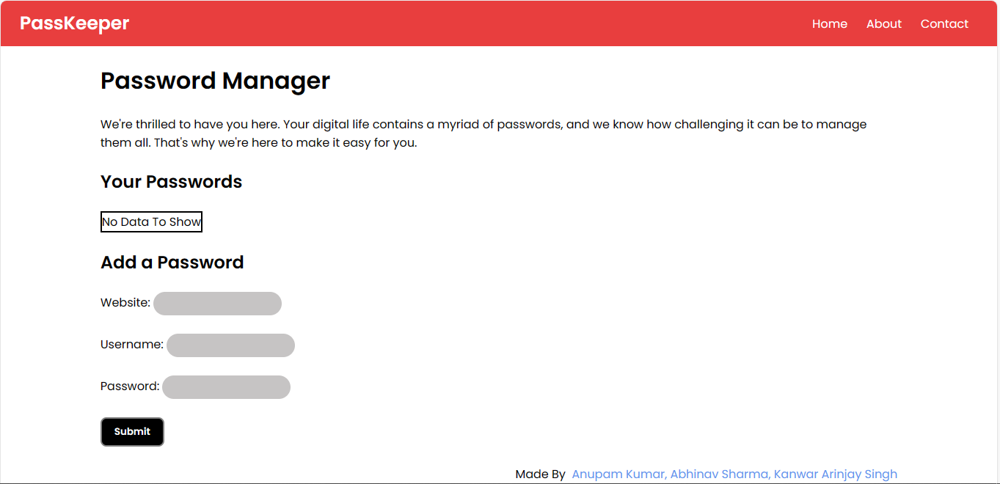 PassKeeper
Home About Contact
Password Manager
We're thrilled to have you here. Your digital life contains a myriad of passwords, and we know how challenging it can be to manage
them all. That's why we're here to make it easy for you.
Your Passwords
No Data To Show
Add a Password
Website:
Username:
Password:
Submit
Made By Anupam Kumar, Abhinav Sharma, Kanwar Arinjay Singh